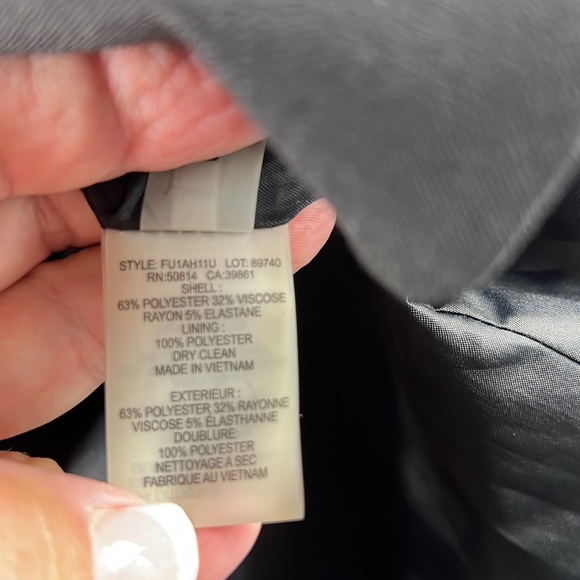 STYLE: FU1AH11U LOT: 89740
RN:50814 CA:39861
SHELL :
63% POLYESTER 32% VISCOSE
RAYON 5% ELASTANE
LINING :
100% POLYESTER
DRY CLEAN
MADE IN VIETNAM
EXTERIEUR :
63% POLYESTER 32% RAYONNE
VISCOSE 5% ÉLASTHANNE
DOUBLURE:
100% POLYESTER
NETTOYAGE A SEC
FABRIQUE AU VIETNAM